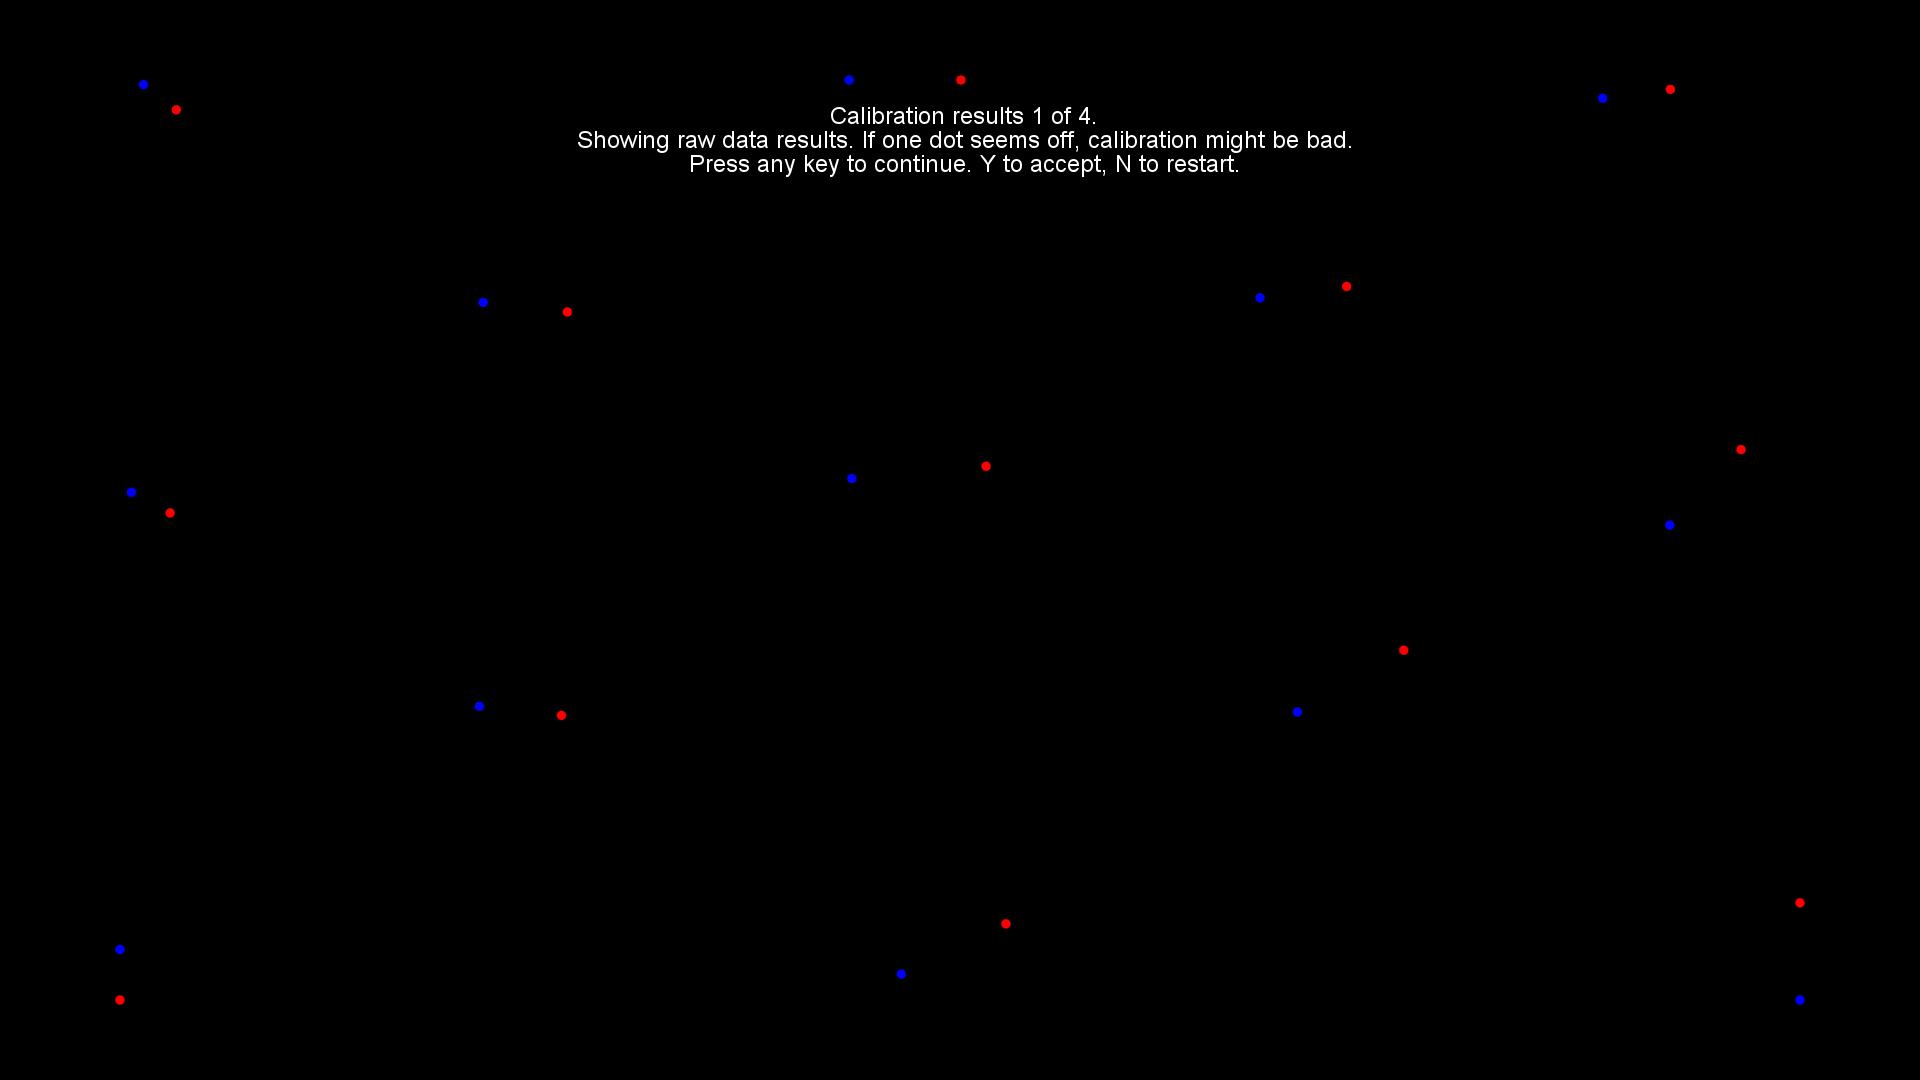 Calibration results 1 of 4.
Showing raw data results. If one dot seems off, calibration might be bad.
Press any key to continue. Y to accept, N to restart.